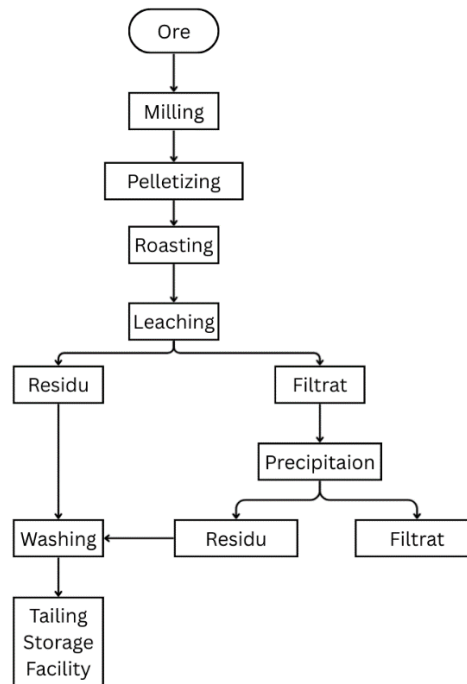 Ore
Milling
Pelletizing
Roasting
Leaching
Residu
Filtrat
Precipitaion
Washing
Residu
Filtrat
Tailing
Storage
Facility